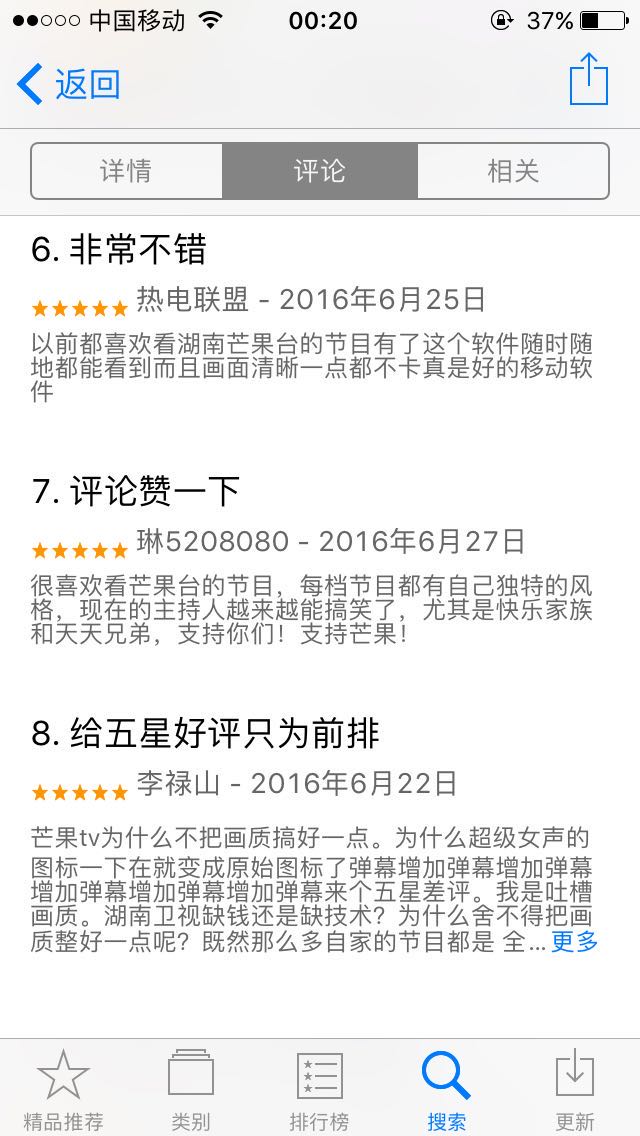 中国移动 00:20 37%
返回
详情 评论 相关
6. 非常不错
热电联盟 - 2016年6月25日
以前都喜欢看湖南芒果台的节目有了这个软件随时随
地都能看到而且画面清晰一点都不卡真是好的移动软
件
7. 评论赞一下
琳5208080 - 2016年6月27日
很喜欢看芒果台的节目，每档节目都有自己独特的风
格，现在的主持人越来越能搞笑了，尤其是快乐家族
和天天兄弟，支持你们！支持芒果！
8. 给五星好评只为前排
李禄山 - 2016年6月22日
芒果tv为什么不把画质搞好一点。为什么超级女声的
图标一下在就变成原始图标了弹幕增加弹幕增加弹幕
增加弹幕增加弹幕增加弹幕来个五星差评。我是吐槽
画质。湖南卫视缺钱还是缺技术？为什么舍不得把画
质整好一点呢？既然那么多自家的节目都是 全... 更多
精品推荐 类别 排行榜 搜索 更新